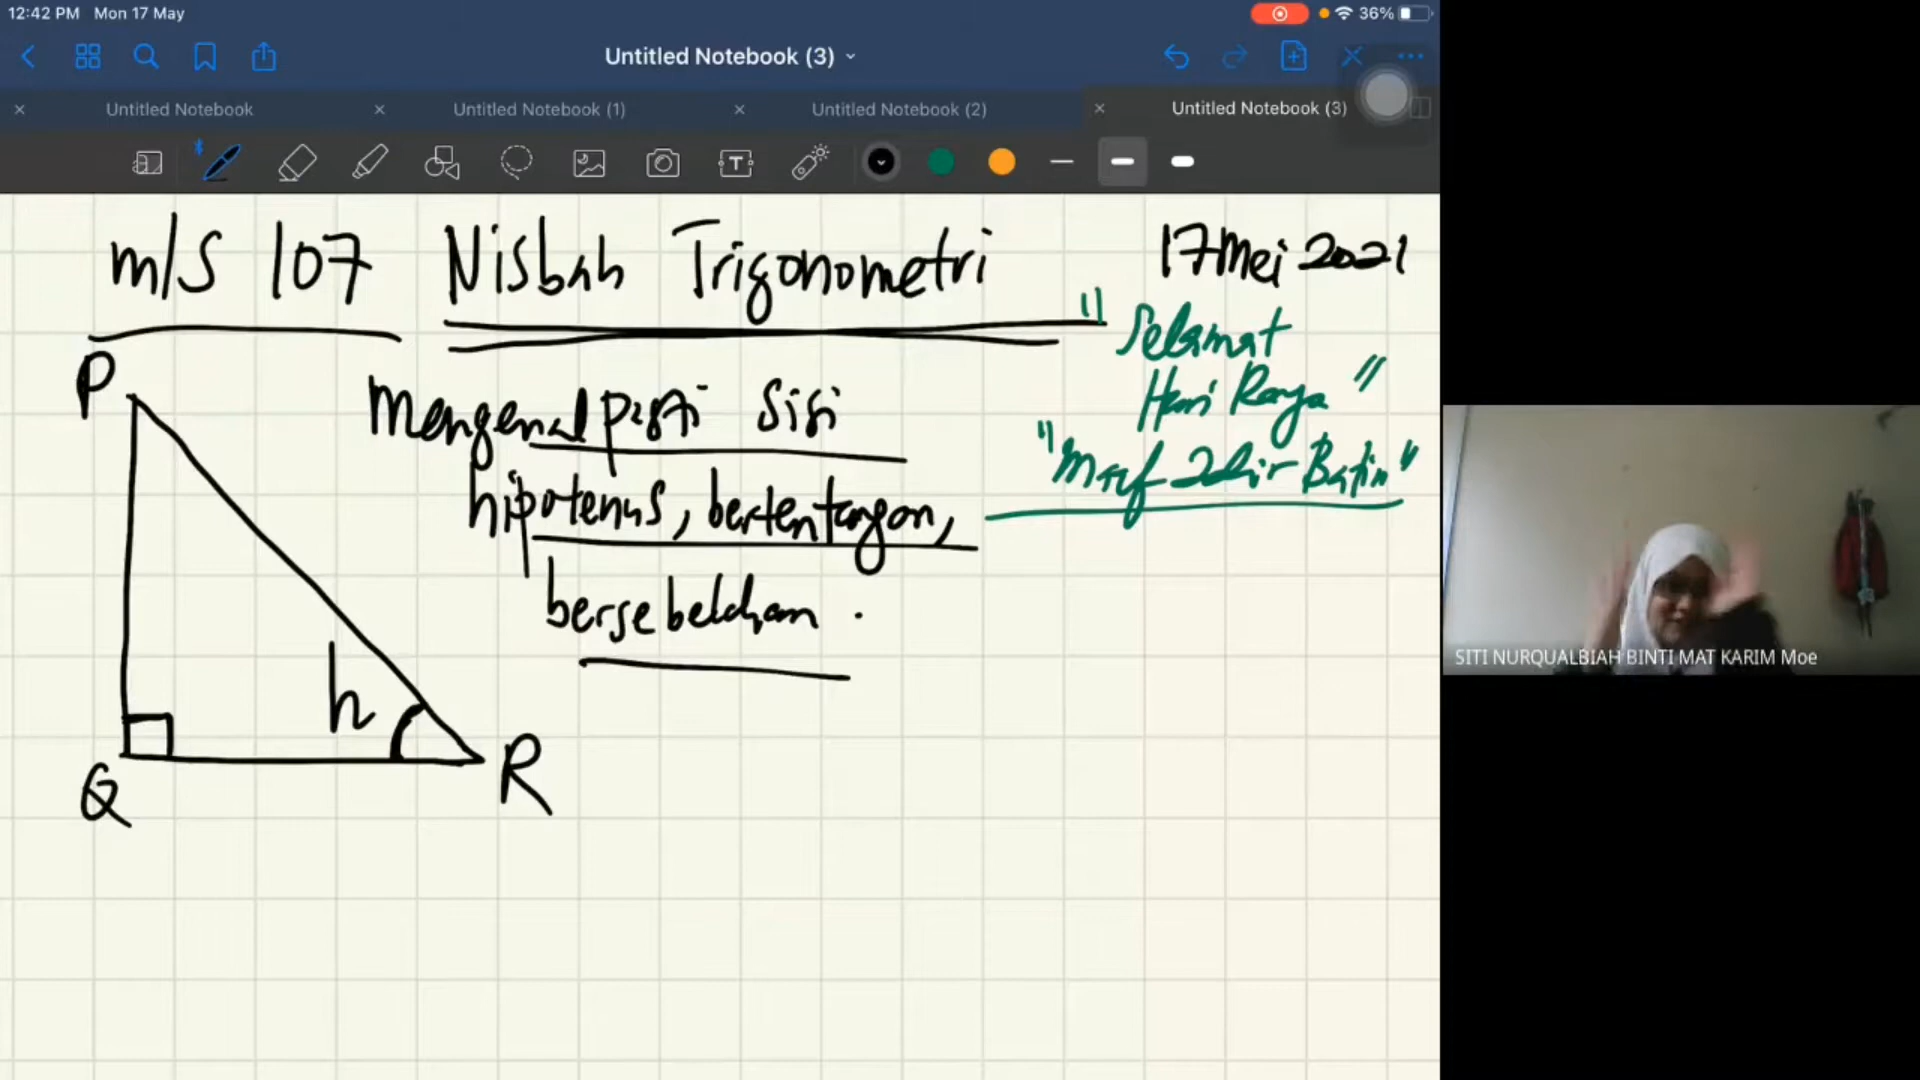 12:42 PM Mon 17 May
36%
Untitled Notebook (3)
Untitled Notebook
Untitled Notebook (1)
Untitled Notebook (2)
Untitled Notebook (3)
T
m/s 107 Nisbah Trigonometri
17 Mei 2021
"Selamat
Hari Raya"
"Maaf Zahir Batin"
Mengenal pasti Sisi
hipotenus, bertentangan,
bersebelahan.
P
h
Q
R
SITI NURQUALBIAH BINTI MAT KARIM Moe